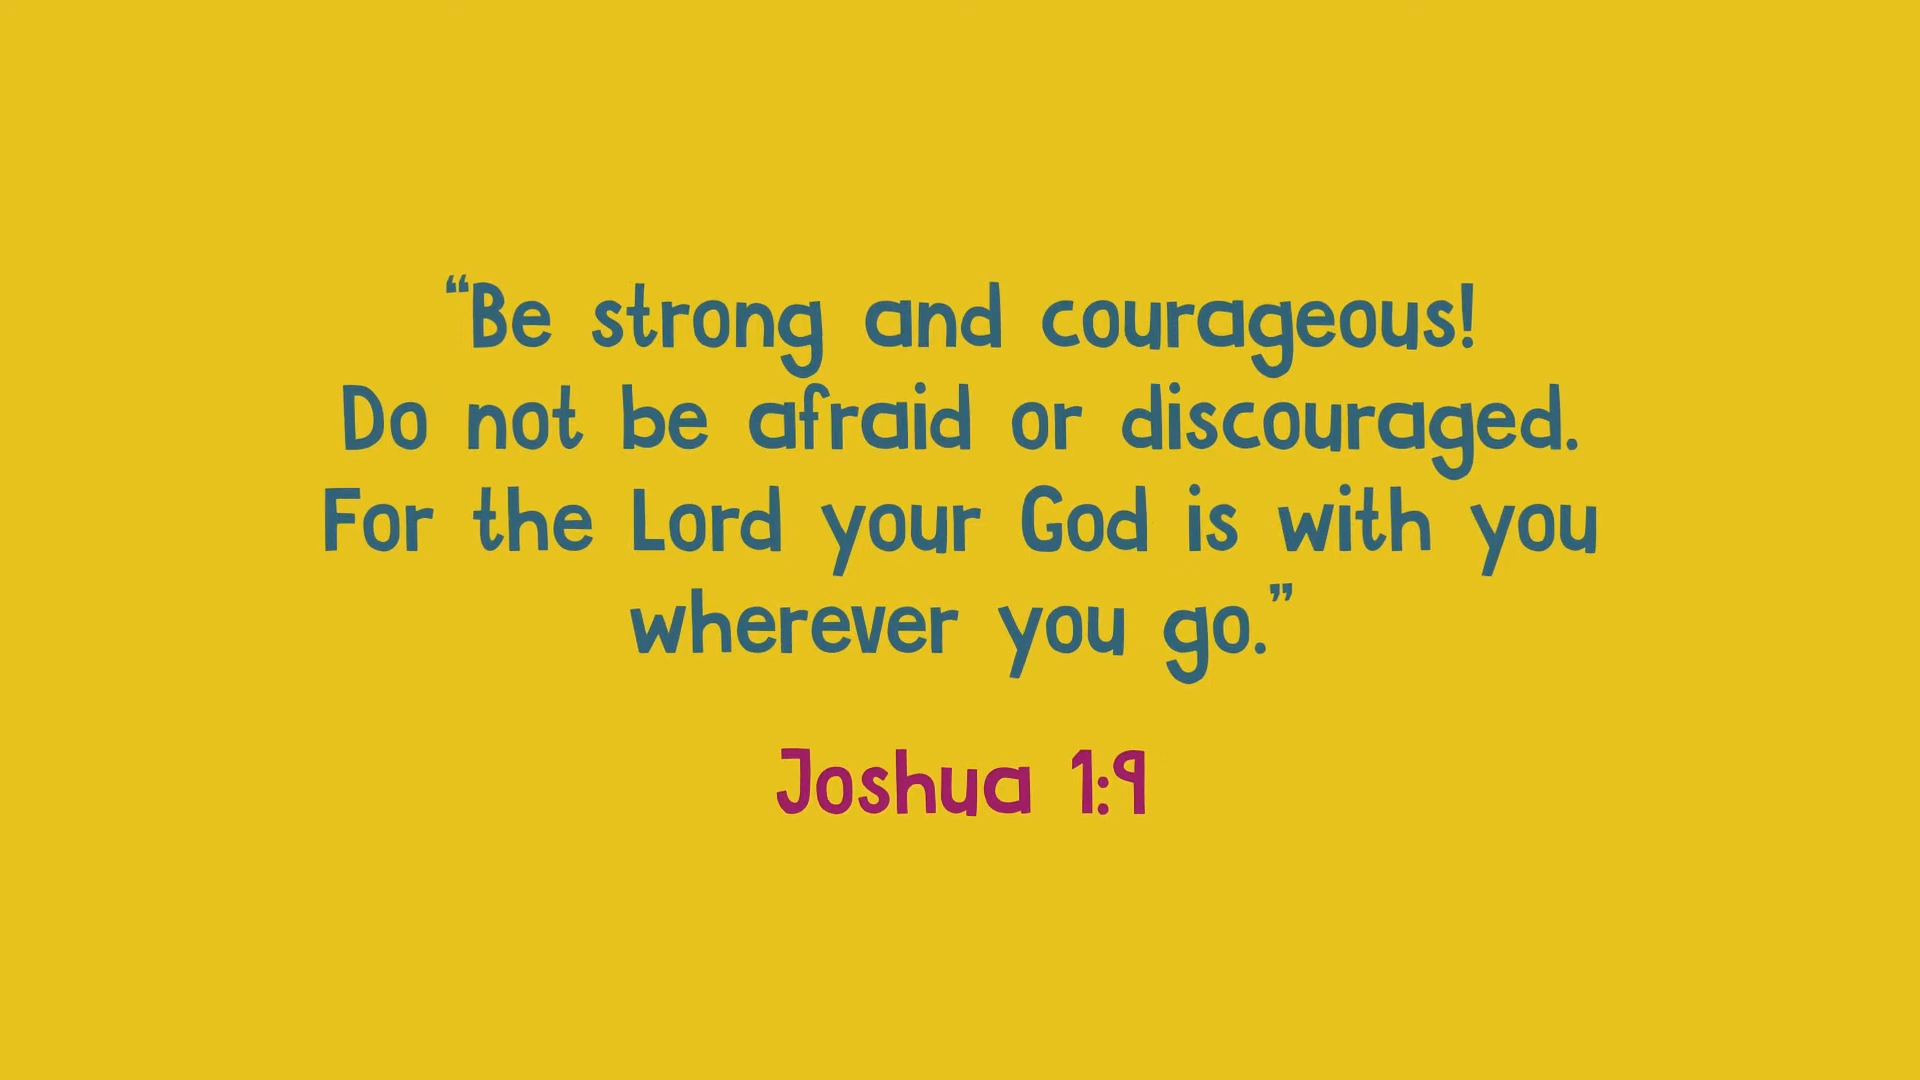 “Be strong and courageous!
Do not be afraid or discouraged.
For the Lord your God is with you
wherever you go.”
Joshua 1:9